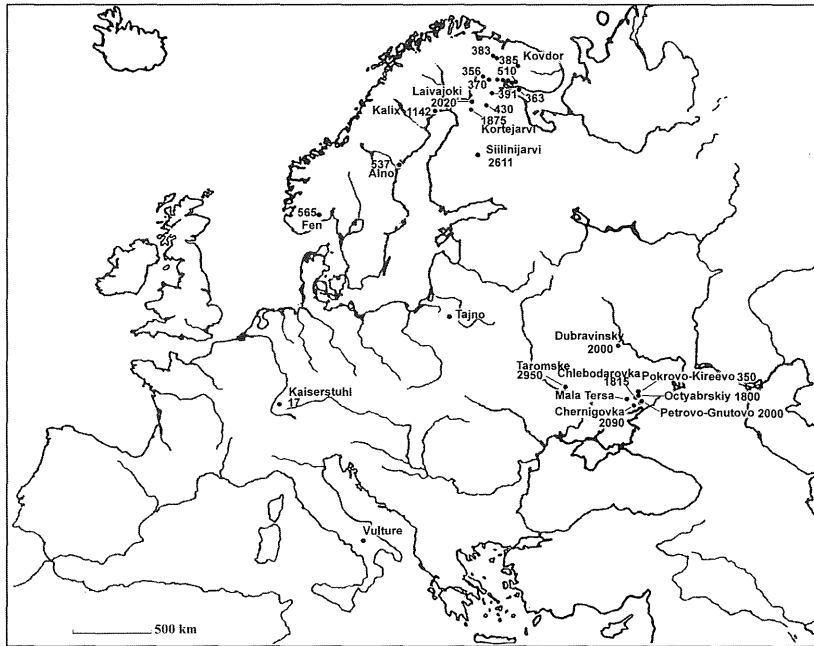 383
385
Kovdor
356
510
370
391
363
Laivajoki
2020
430
Kalix
1142
1875
Kortejarvi
Siilinijarvi
2611
537
Alno
565
Fen
Tajno
Dubravinsky
2000
Taromske
2950
Chlebodarovka
1815
Pokrovo-Kireevo 350
Mala Tersa
Octyabrskiy 1800
Chernigovka
2090
Petrovo-Gnutovo 2000
Kaiserstuhl
17
Vulture
500 km